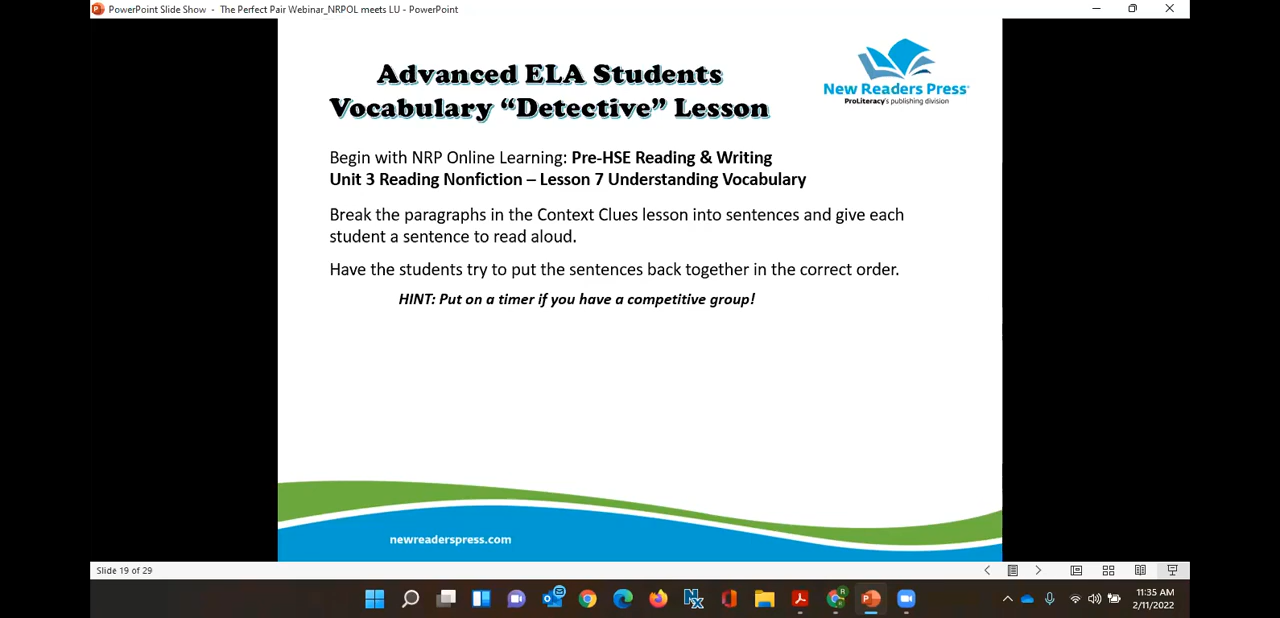 PowerPoint Slide Show - The Perfect Pair Webinar_NRPOL meets LU - PowerPoint
Advanced ELA Students
Vocabulary “Detective” Lesson
New Readers Press®
ProLiteracy's publishing division
Begin with NRP Online Learning: Pre-HSE Reading & Writing
Unit 3 Reading Nonfiction – Lesson 7 Understanding Vocabulary
Break the paragraphs in the Context Clues lesson into sentences and give each
student a sentence to read aloud.
Have the students try to put the sentences back together in the correct order.
HINT: Put on a timer if you have a competitive group!
newreaderspress.com
Slide 19 of 29
11:35 AM
2/11/2022